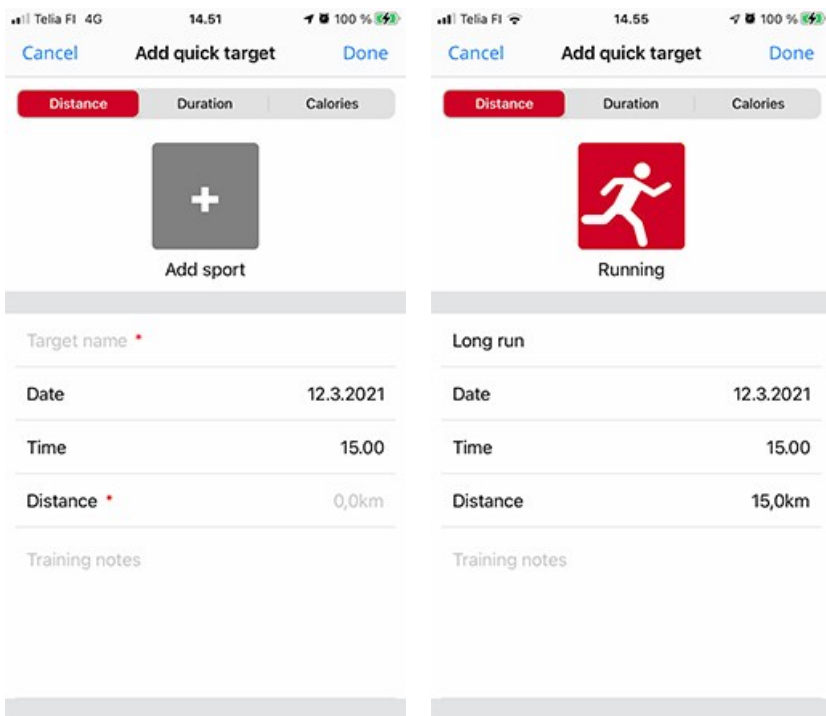 Telia FI 4G 14.51 100 %
Cancel Add quick target Done
Distance Duration Calories
+
Add sport
Target name *
Date 12.3.2021
Time 15.00
Distance * 0,0km
Training notes
Telia FI 14.55 100 %
Cancel Add quick target Done
Distance Duration Calories
Running
Long run
Date 12.3.2021
Time 15.00
Distance 15,0km
Training notes